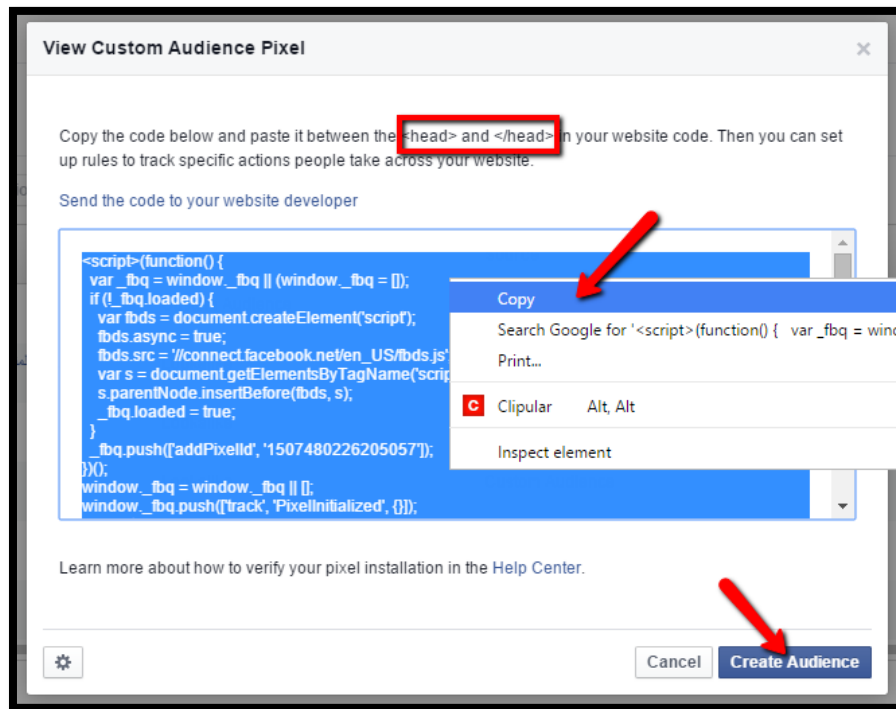 View Custom Audience Pixel
Copy the code below and paste it between the <head> and </head> in your website code. Then you can set
up rules to track specific actions people take across your website.
Send the code to your website developer
<script>(function() {
var _fbq = window._fbq || (window._fbq = []);
if (!_fbq.loaded) {
var fbds = document.createElement('script');
fbds.async = true;
fbds.src = '//connect.facebook.net/en_US/fbds.js'
var s = document.getElementsByTagName('scrip
s.parentNode.insertBefore(fbds, s);
_fbq.loaded = true;
}
_fbq.push(['addPixelId', '1507480226205057']);
})();
window._fbq = window._fbq || [];
window._fbq.push(['track', 'PixelInitialized', {}]);
Copy
Search Google for '<script>(function() { var _fbq = wind
Print...
C Clipular Alt, Alt
Inspect element
Learn more about how to verify your pixel installation in the Help Center.
Cancel
Create Audience